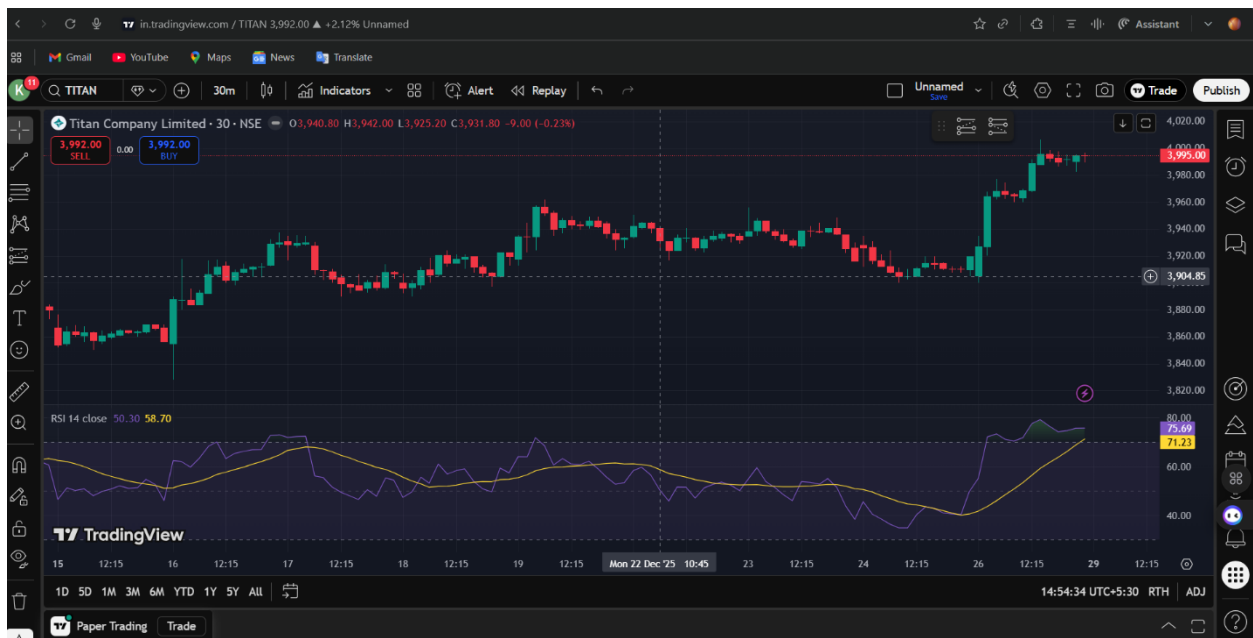 in.tradingview.com / TITAN 3,992.00 ▲ +2.12% Unnamed
Assistant
Gmail YouTube Maps News Translate
K 11 TITAN 30m Indicators Alert Replay Unnamed Save Trade Publish
Titan Company Limited · 30 · NSE O3,940.80 H3,942.00 L3,925.20 C3,931.80 -9.00 (-0.23%)
3,992.00 SELL 0.00 3,992.00 BUY
4,020.00
4,000.00
3,995.00
3,980.00
3,960.00
3,940.00
3,920.00
3,904.85
3,880.00
3,860.00
3,840.00
3,820.00
RSI 14 close 50.30 58.70
80.00
75.69
71.23
60.00
40.00
TradingView
15 12:15 16 12:15 17 12:15 18 12:15 19 12:15 Mon 22 Dec '25 10:45 23 12:15 24 12:15 26 12:15 29 12:15
1D 5D 1M 3M 6M YTD 1Y 5Y All 14:54:34 UTC+5:30 RTH ADJ
Paper Trading Trade